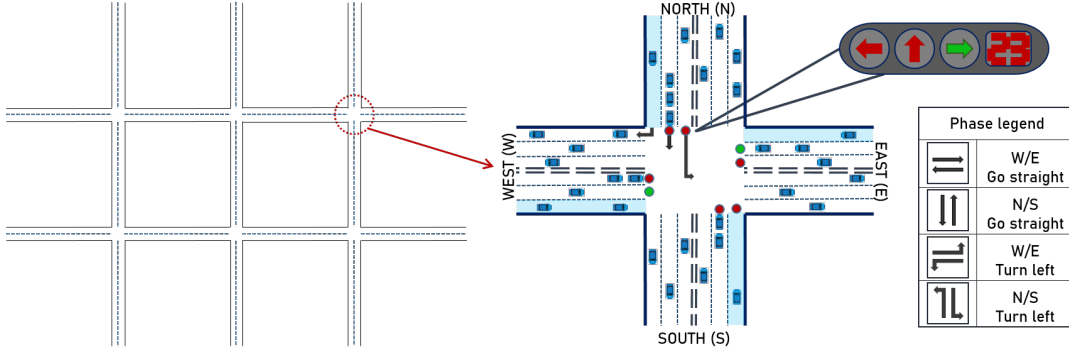 NORTH (N)
WEST (W)
EAST (E)
SOUTH (S)
Phase legend
W/E
Go straight
N/S
Go straight
W/E
Turn left
N/S
Turn left